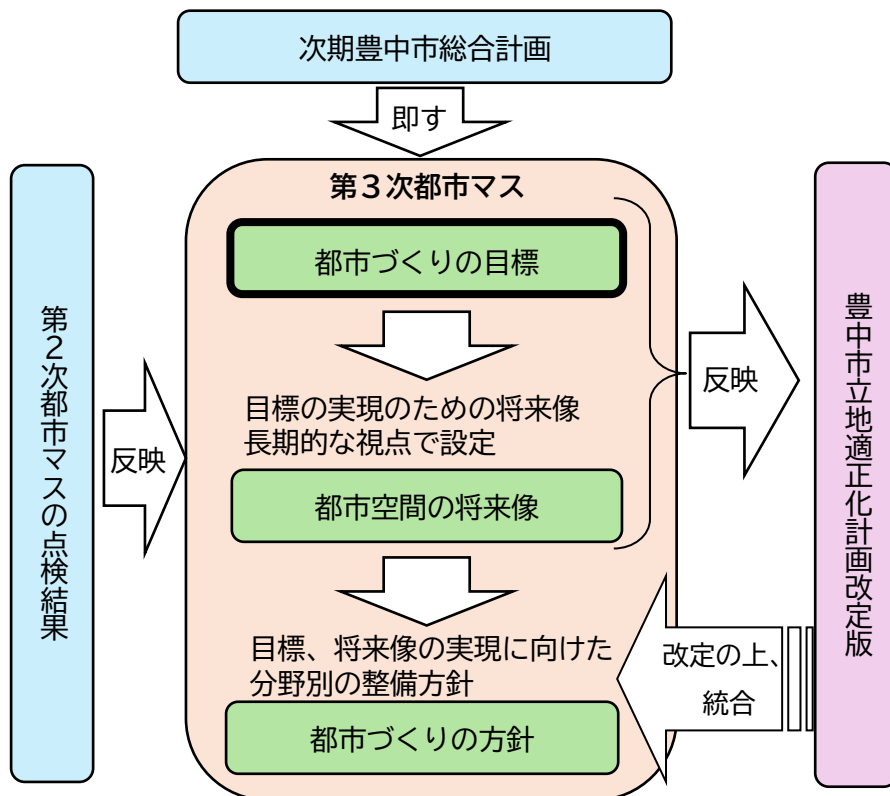 次期豊中市総合計画
即す
第３次都市マス
都市づくりの目標
目標の実現のための将来像
長期的な視点で設定
都市空間の将来像
目標、将来像の実現に向けた
分野別の整備方針
都市づくりの方針
第２次都市マスの点検結果
反映
反映
改定の上、
統合
豊中市立地適正化計画改定版